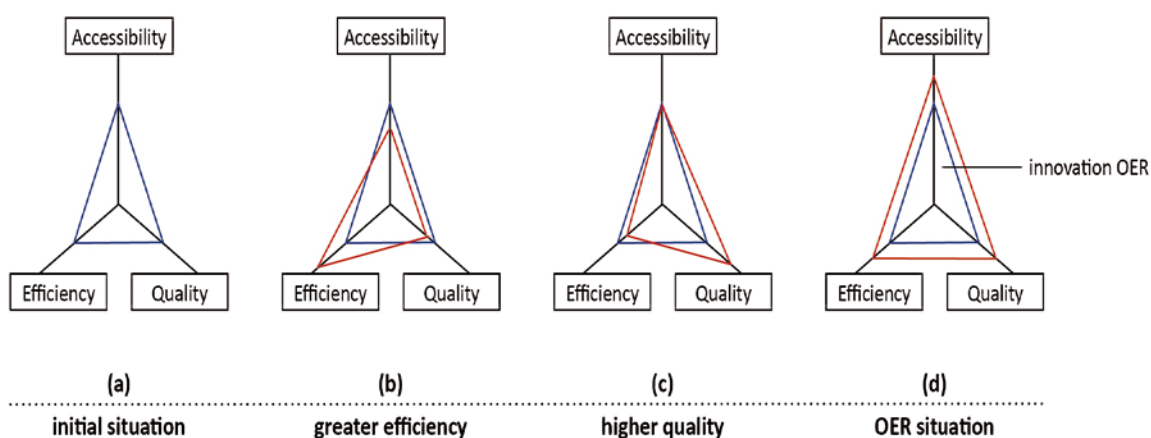 Accessibility Accessibility Accessibility Accessibility
innovation OER
Efficiency Quality Efficiency Quality Efficiency Quality Efficiency Quality
(a) (b) (c) (d)
initial situation greater efficiency higher quality OER situation